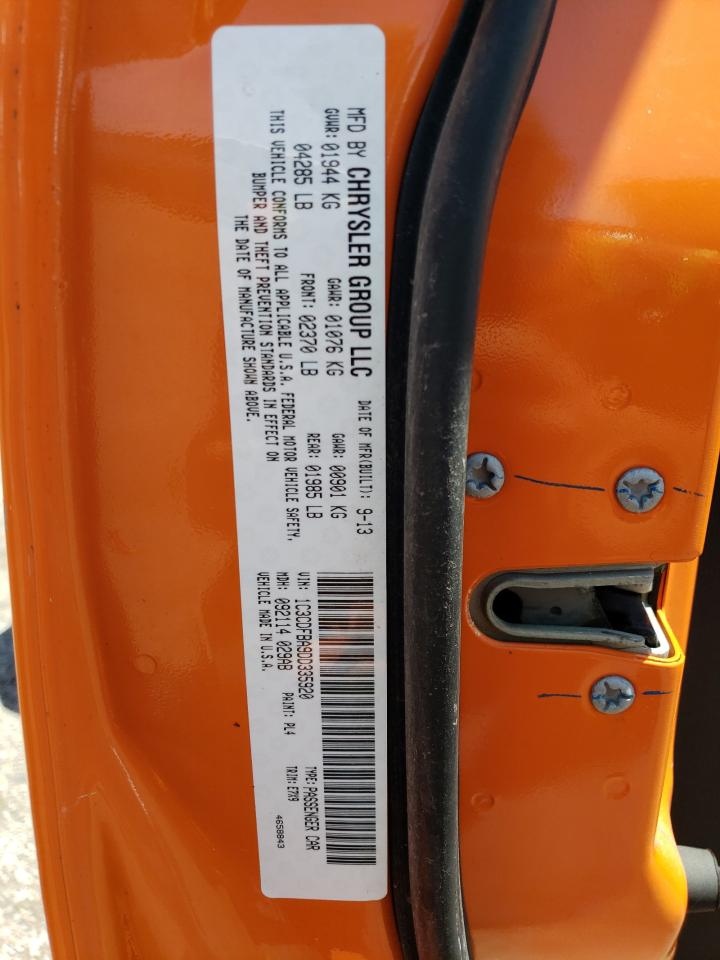 MFD BY CHRYSLER GROUP LLC DATE OF MFR(BUILT): 9-13
GVWR: 01944 KG GAWR: 01076 KG GAWR: 00901 KG
04285 LB FRONT: 02370 LB REAR: 01985 LB
THIS VEHICLE CONFORMS TO ALL APPLICABLE U.S.A. FEDERAL MOTOR VEHICLE SAFETY,
BUMPER AND THEFT PREVENTION STANDARDS IN EFFECT ON
THE DATE OF MANUFACTURE SHOWN ABOVE.
VIN: 1C3CDFBA9DD335920 TYPE: PASSENGER CAR
MDH: 092114 029AB PAINT: PL4 TRIM: E7X9
VEHICLE MADE IN U.S.A. 4658843